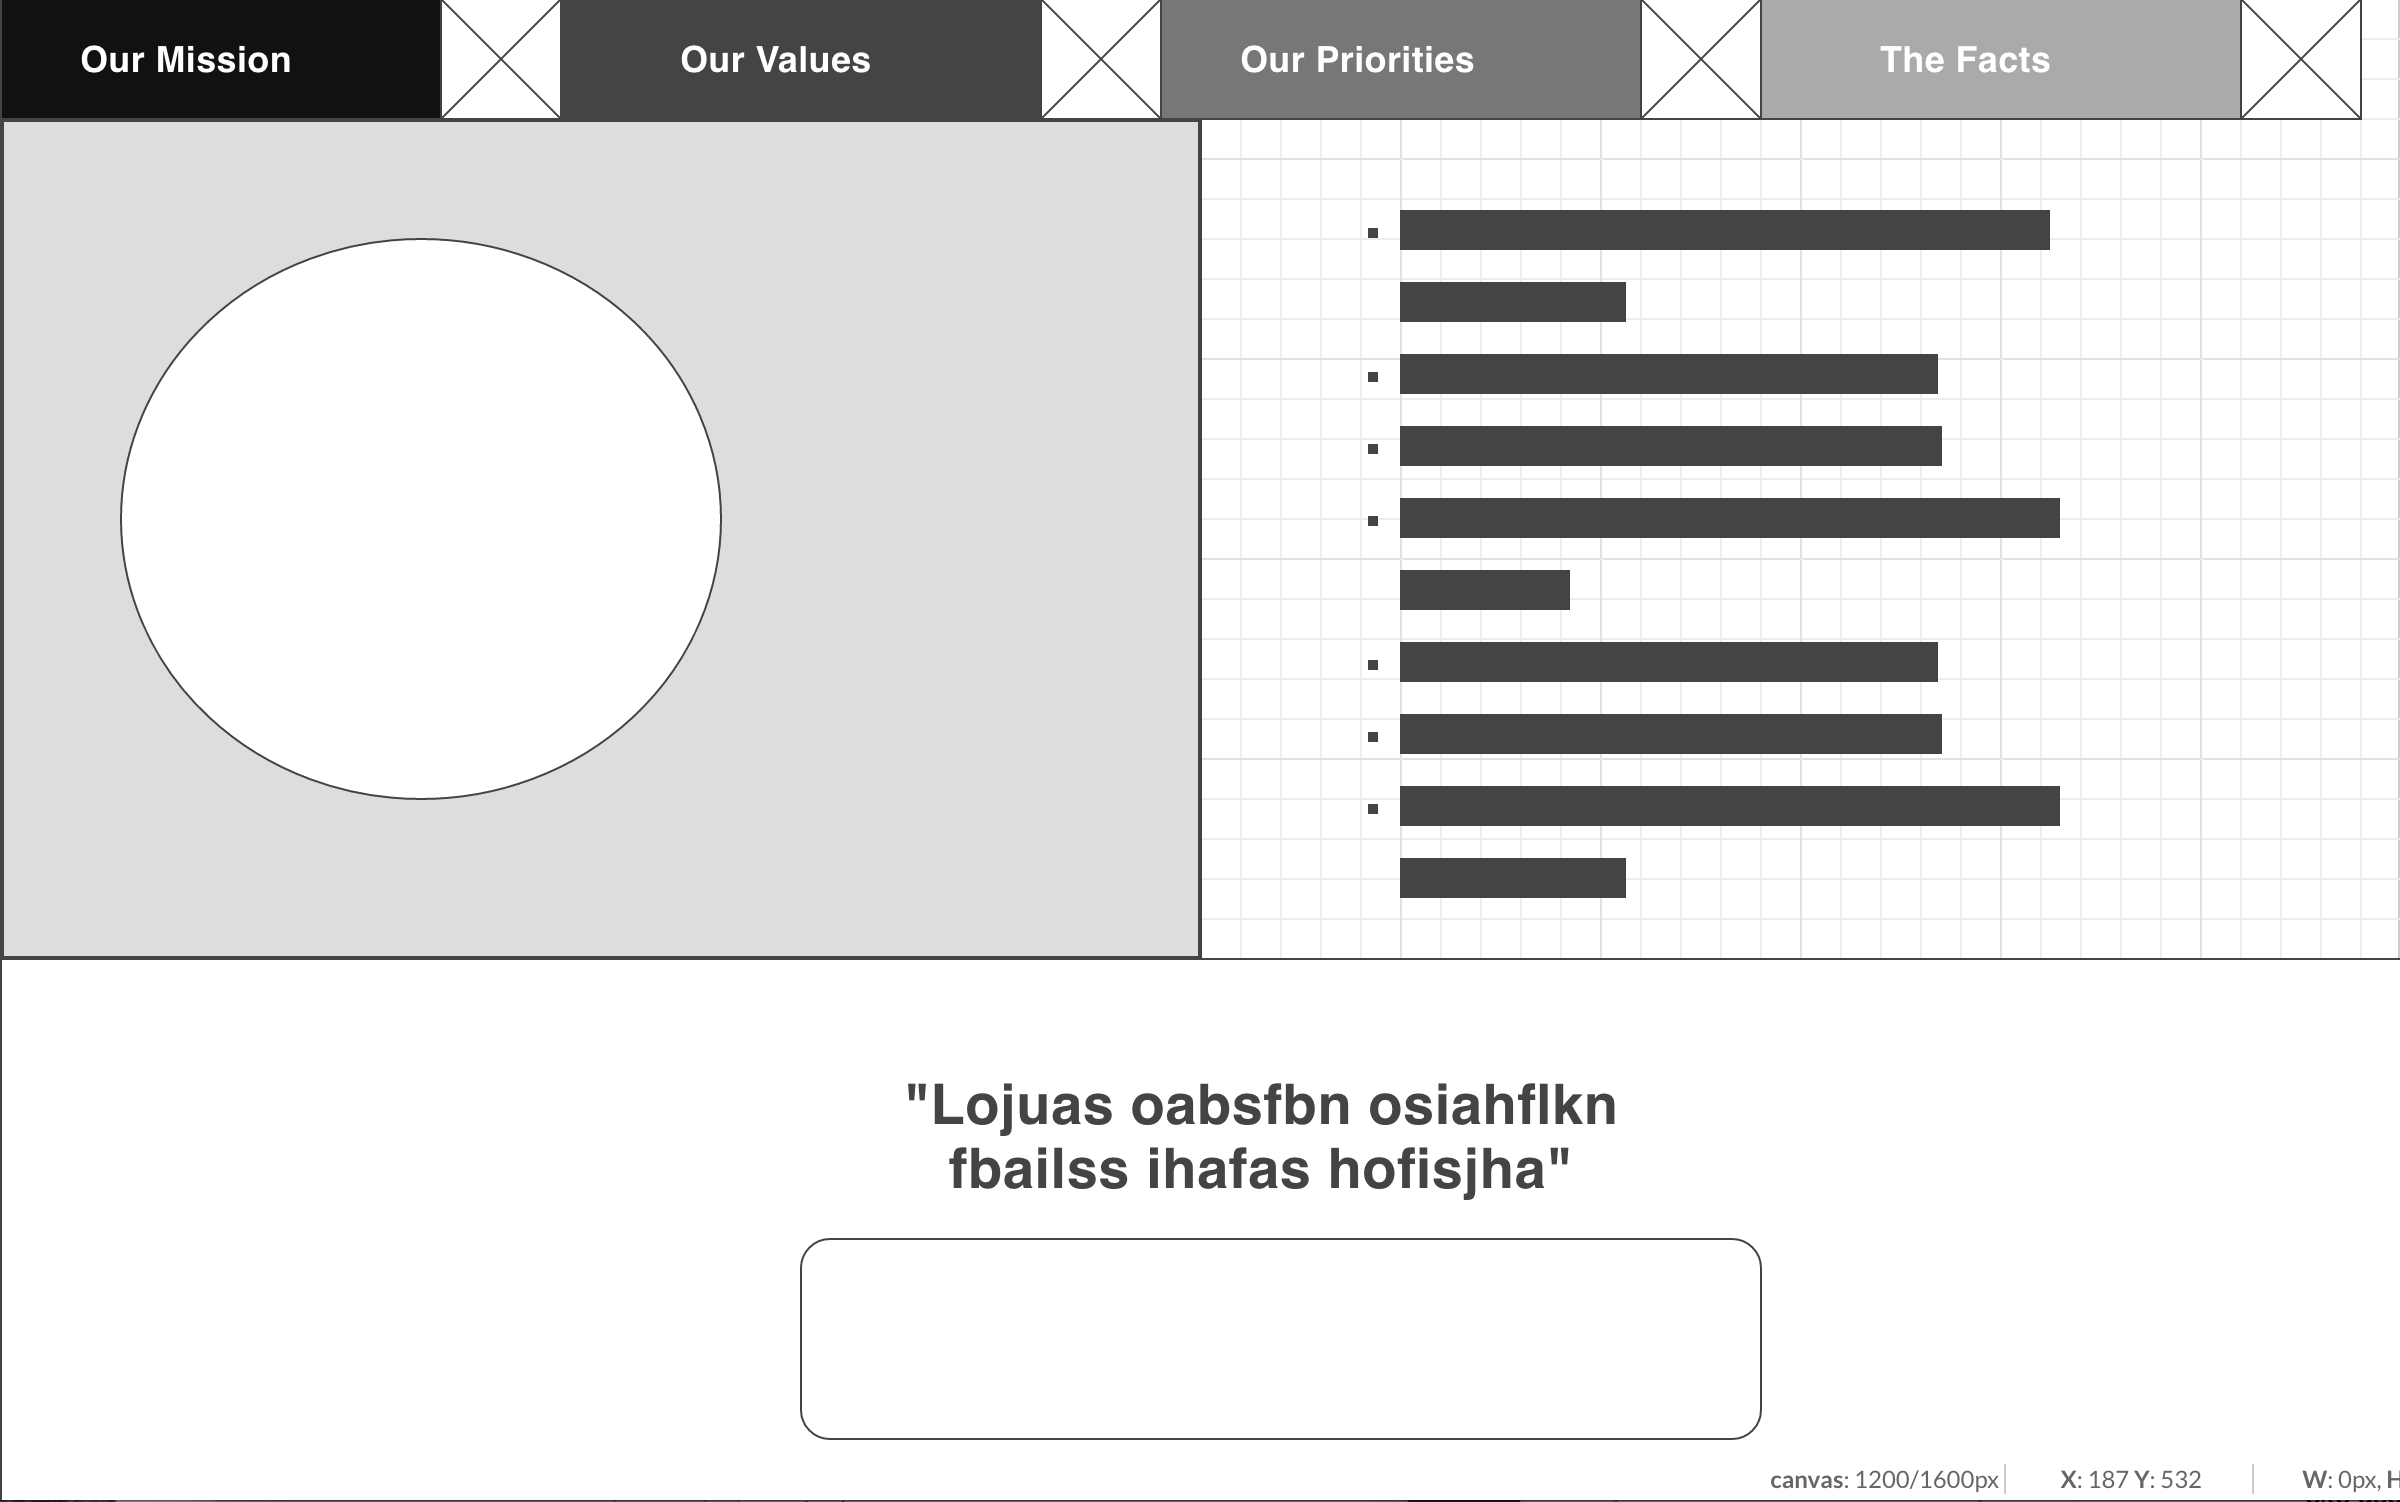 Our Mission
Our Values
Our Priorities
The Facts
"Lojuas oabsfbn osiahflkn
fbailss ihafas hofisjha"
canvas: 1200/1600px
X: 187 Y: 532
W: 0px, H